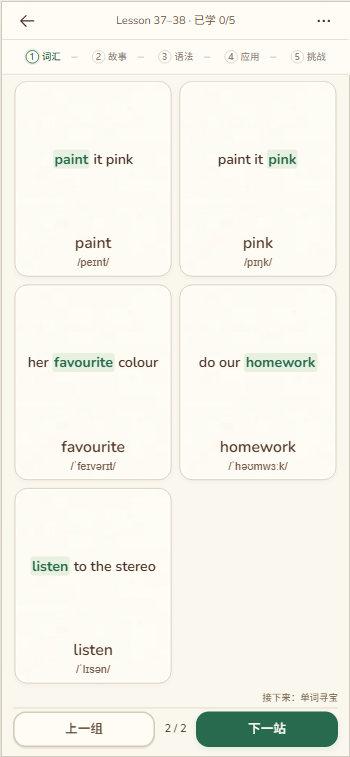 Lesson 37–38 · 已学 0/5
1 词汇 — 2 故事 — 3 语法 — 4 应用 — 5 挑战
paint it pink
paint
/peɪnt/
paint it pink
pink
/pɪŋk/
her favourite colour
favourite
/ˈfeɪvərɪt/
do our homework
homework
/ˈhəʊmwɜːk/
listen to the stereo
listen
/ˈlɪsən/
接下来：单词寻宝
上一组
2 / 2
下一站